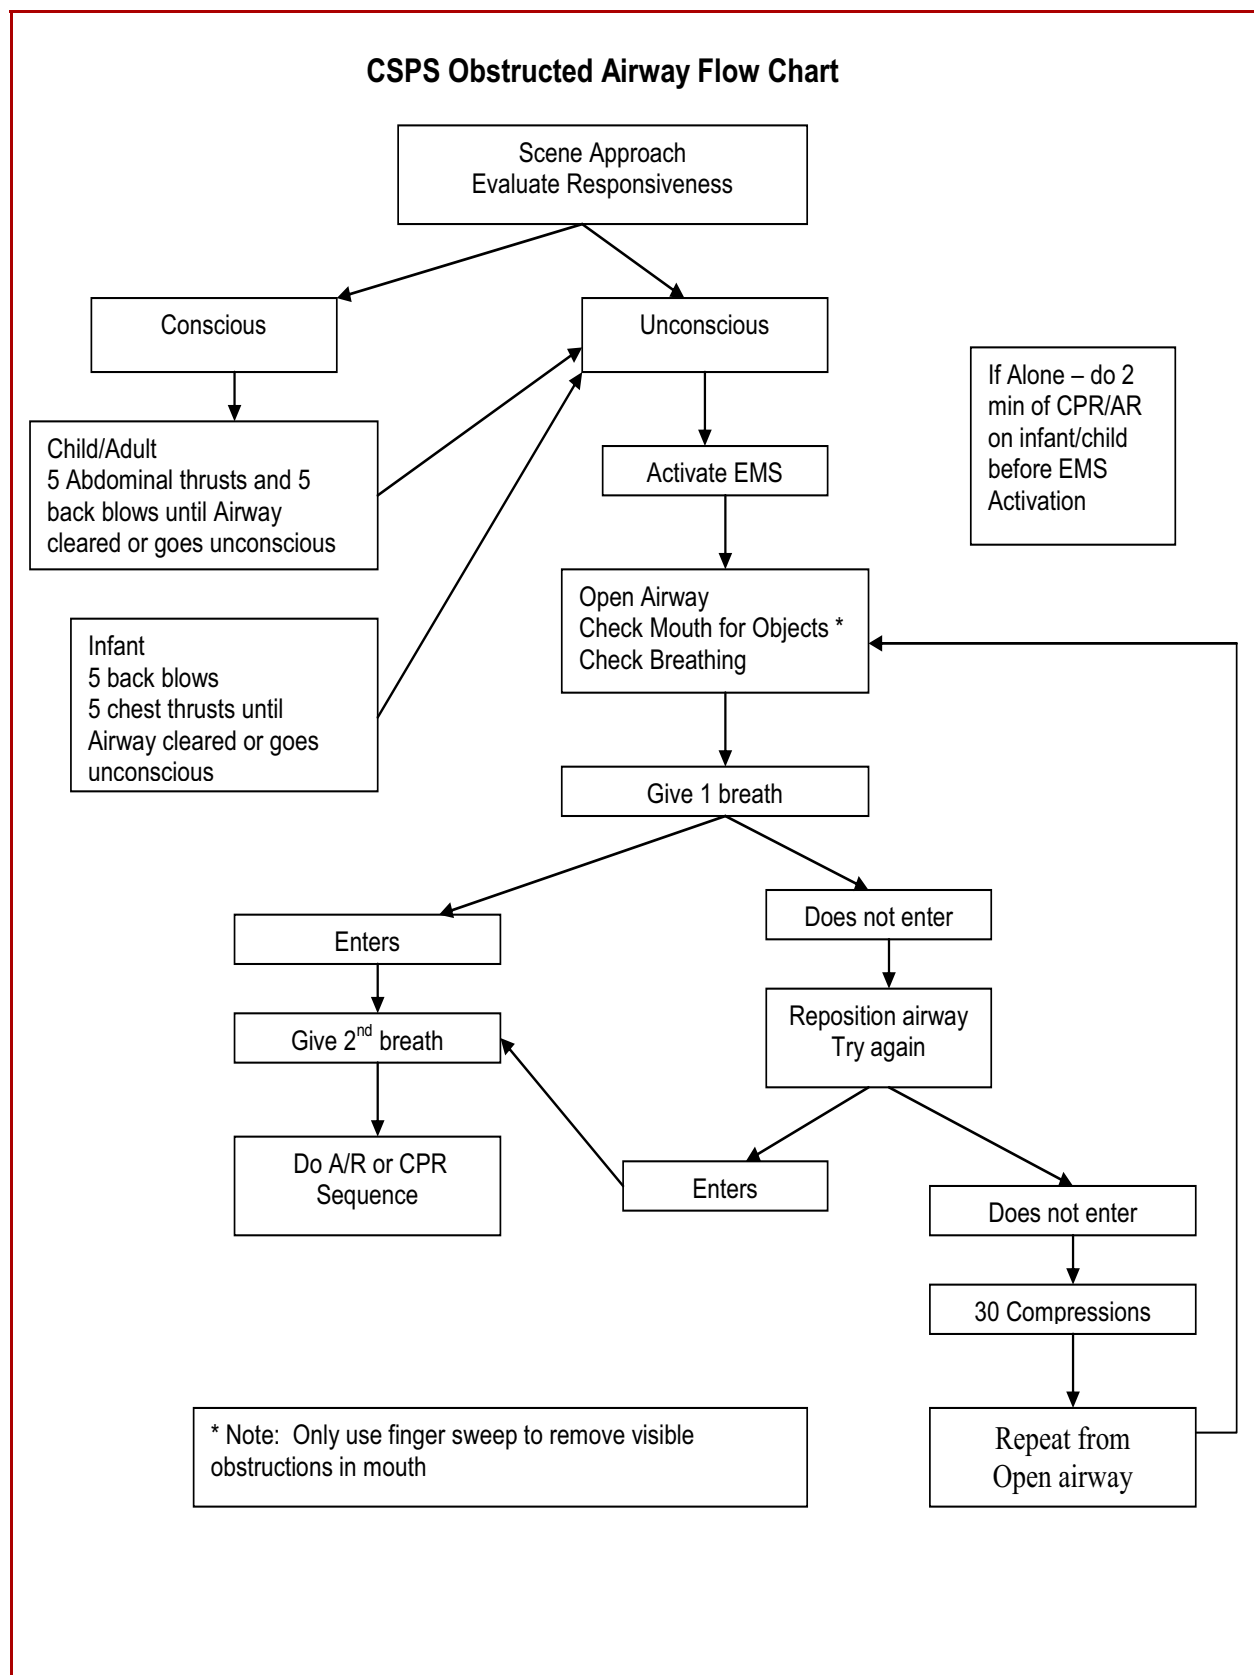 CSPS Obstructed Airway Flow Chart
Scene Approach
Evaluate Responsiveness
Conscious
Unconscious
If Alone – do 2
min of CPR/AR
on infant/child
before EMS
Activation
Child/Adult
5 Abdominal thrusts and 5
back blows until Airway
cleared or goes unconscious
Activate EMS
Open Airway
Check Mouth for Objects *
Check Breathing
Infant
5 back blows
5 chest thrusts until
Airway cleared or goes
unconscious
Give 1 breath
Does not enter
Enters
Reposition airway
Try again
Give 2nd breath
Do A/R or CPR
Sequence
Enters
Does not enter
30 Compressions
* Note:  Only use finger sweep to remove visible
obstructions in mouth
Repeat from
Open airway